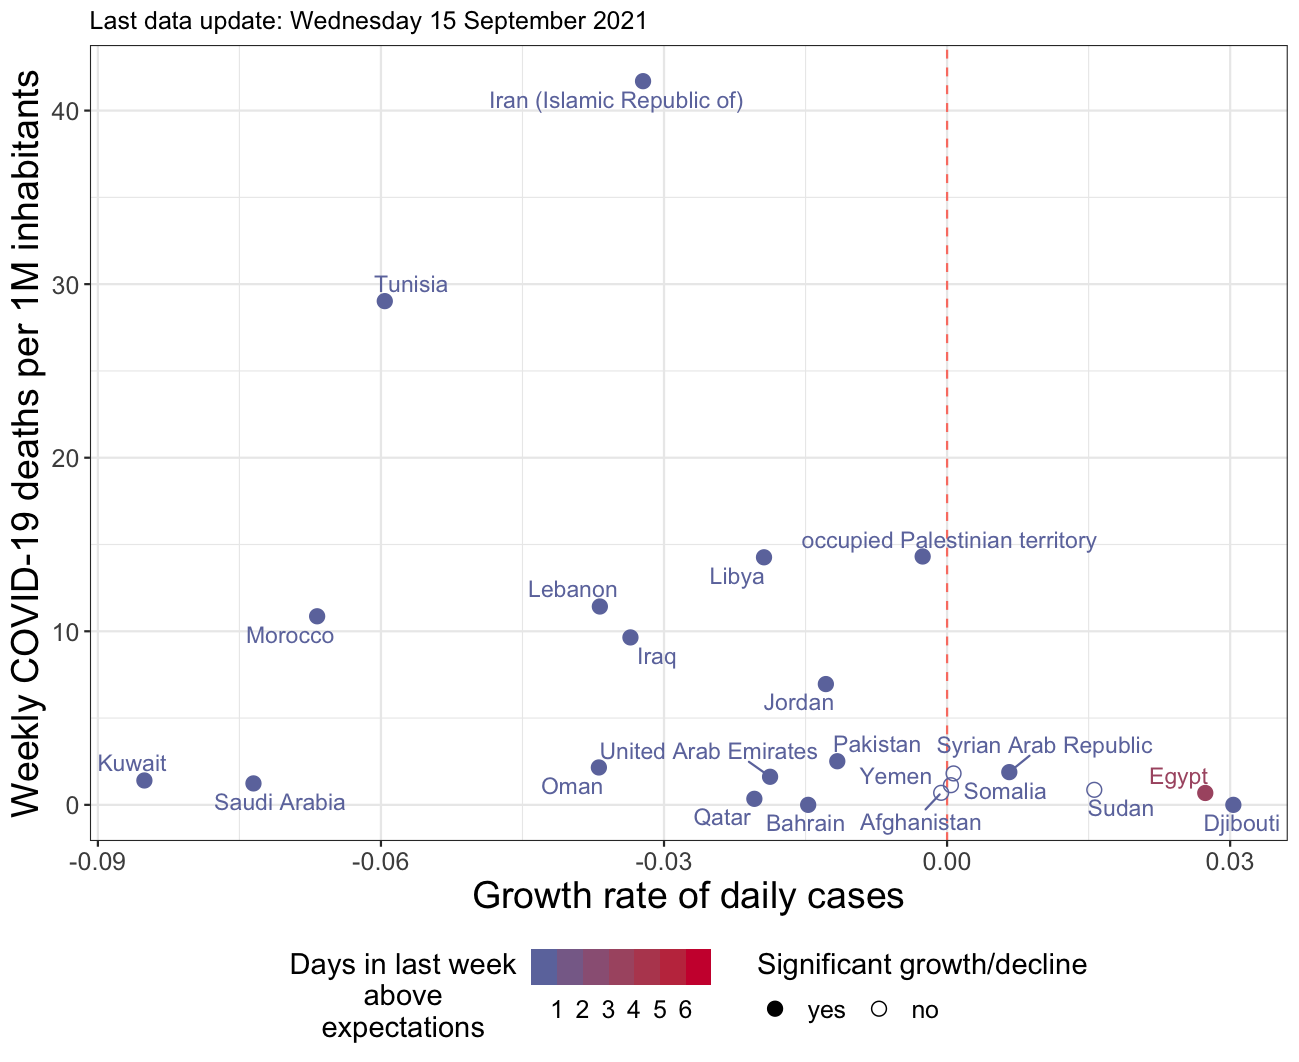 Last data update: Wednesday 15 September 2021
Weekly COVID-19 deaths per 1M inhabitants
40
30
20
10
0
Iran (Islamic Republic of)
Tunisia
occupied Palestinian territory
Libya
Lebanon
Morocco
Iraq
Jordan
Pakistan
Syrian Arab Republic
United Arab Emirates
Kuwait
Yemen
Egypt
Oman
Somalia
Saudi Arabia
Sudan
Qatar
Bahrain
Afghanistan
Djibouti
-0.09
-0.06
-0.03
0.00
0.03
Growth rate of daily cases
Days in last week
above
expectations
1 2 3 4 5 6
Significant growth/decline
yes
no